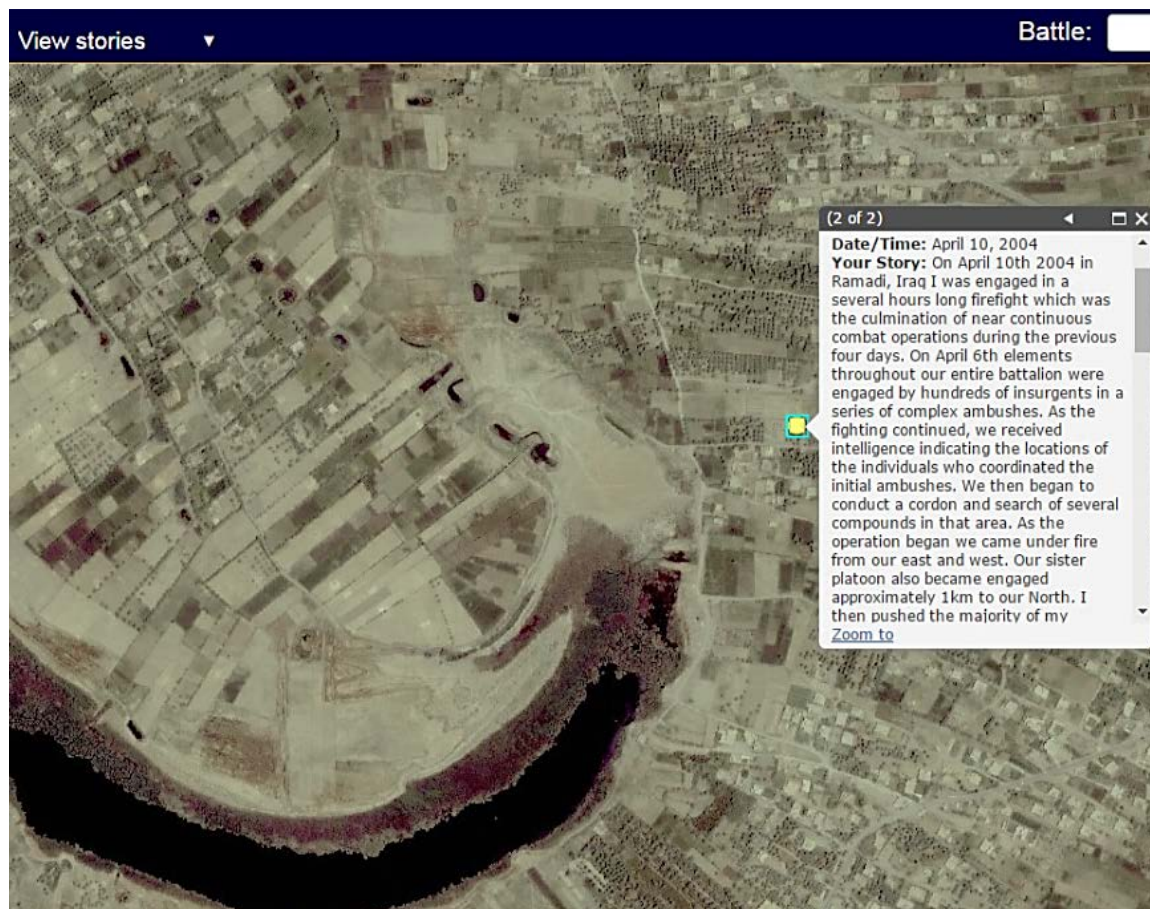 View stories ▼
Battle:
(2 of 2)
Date/Time: April 10, 2004
Your Story: On April 10th 2004 in
Ramadi, Iraq I was engaged in a
several hours long firefight which was
the culmination of near continuous
combat operations during the previous
four days. On April 6th elements
throughout our entire battalion were
engaged by hundreds of insurgents in a
series of complex ambushes. As the
fighting continued, we received
intelligence indicating the locations of
the individuals who coordinated the
initial ambushes. We then began to
conduct a cordon and search of several
compounds in that area. As the
operation began we came under fire
from our east and west. Our sister
platoon also became engaged
approximately 1km to our North. I
then pushed the majority of my
Zoom to